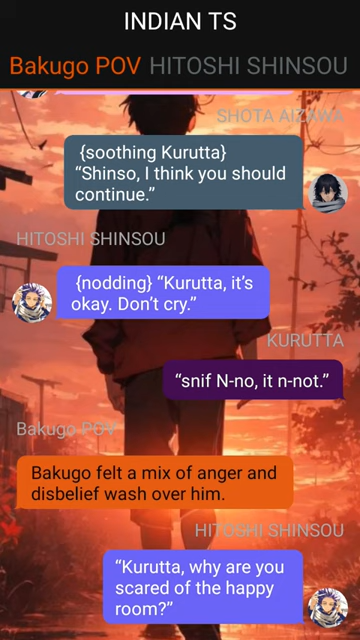 INDIAN TS
Bakugo POV HITOSHI SHINSOU
SHOTA AIZAWA
{soothing Kurutta}
“Shinso, I think you should
continue.”
HITOSHI SHINSOU
{nodding} “Kurutta, it’s
okay. Don’t cry.”
KURUTTA
“snif N-no, it n-not.”
Bakugo POV
Bakugo felt a mix of anger and
disbelief wash over him.
HITOSHI SHINSOU
“Kurutta, why are you
scared of the happy
room?”